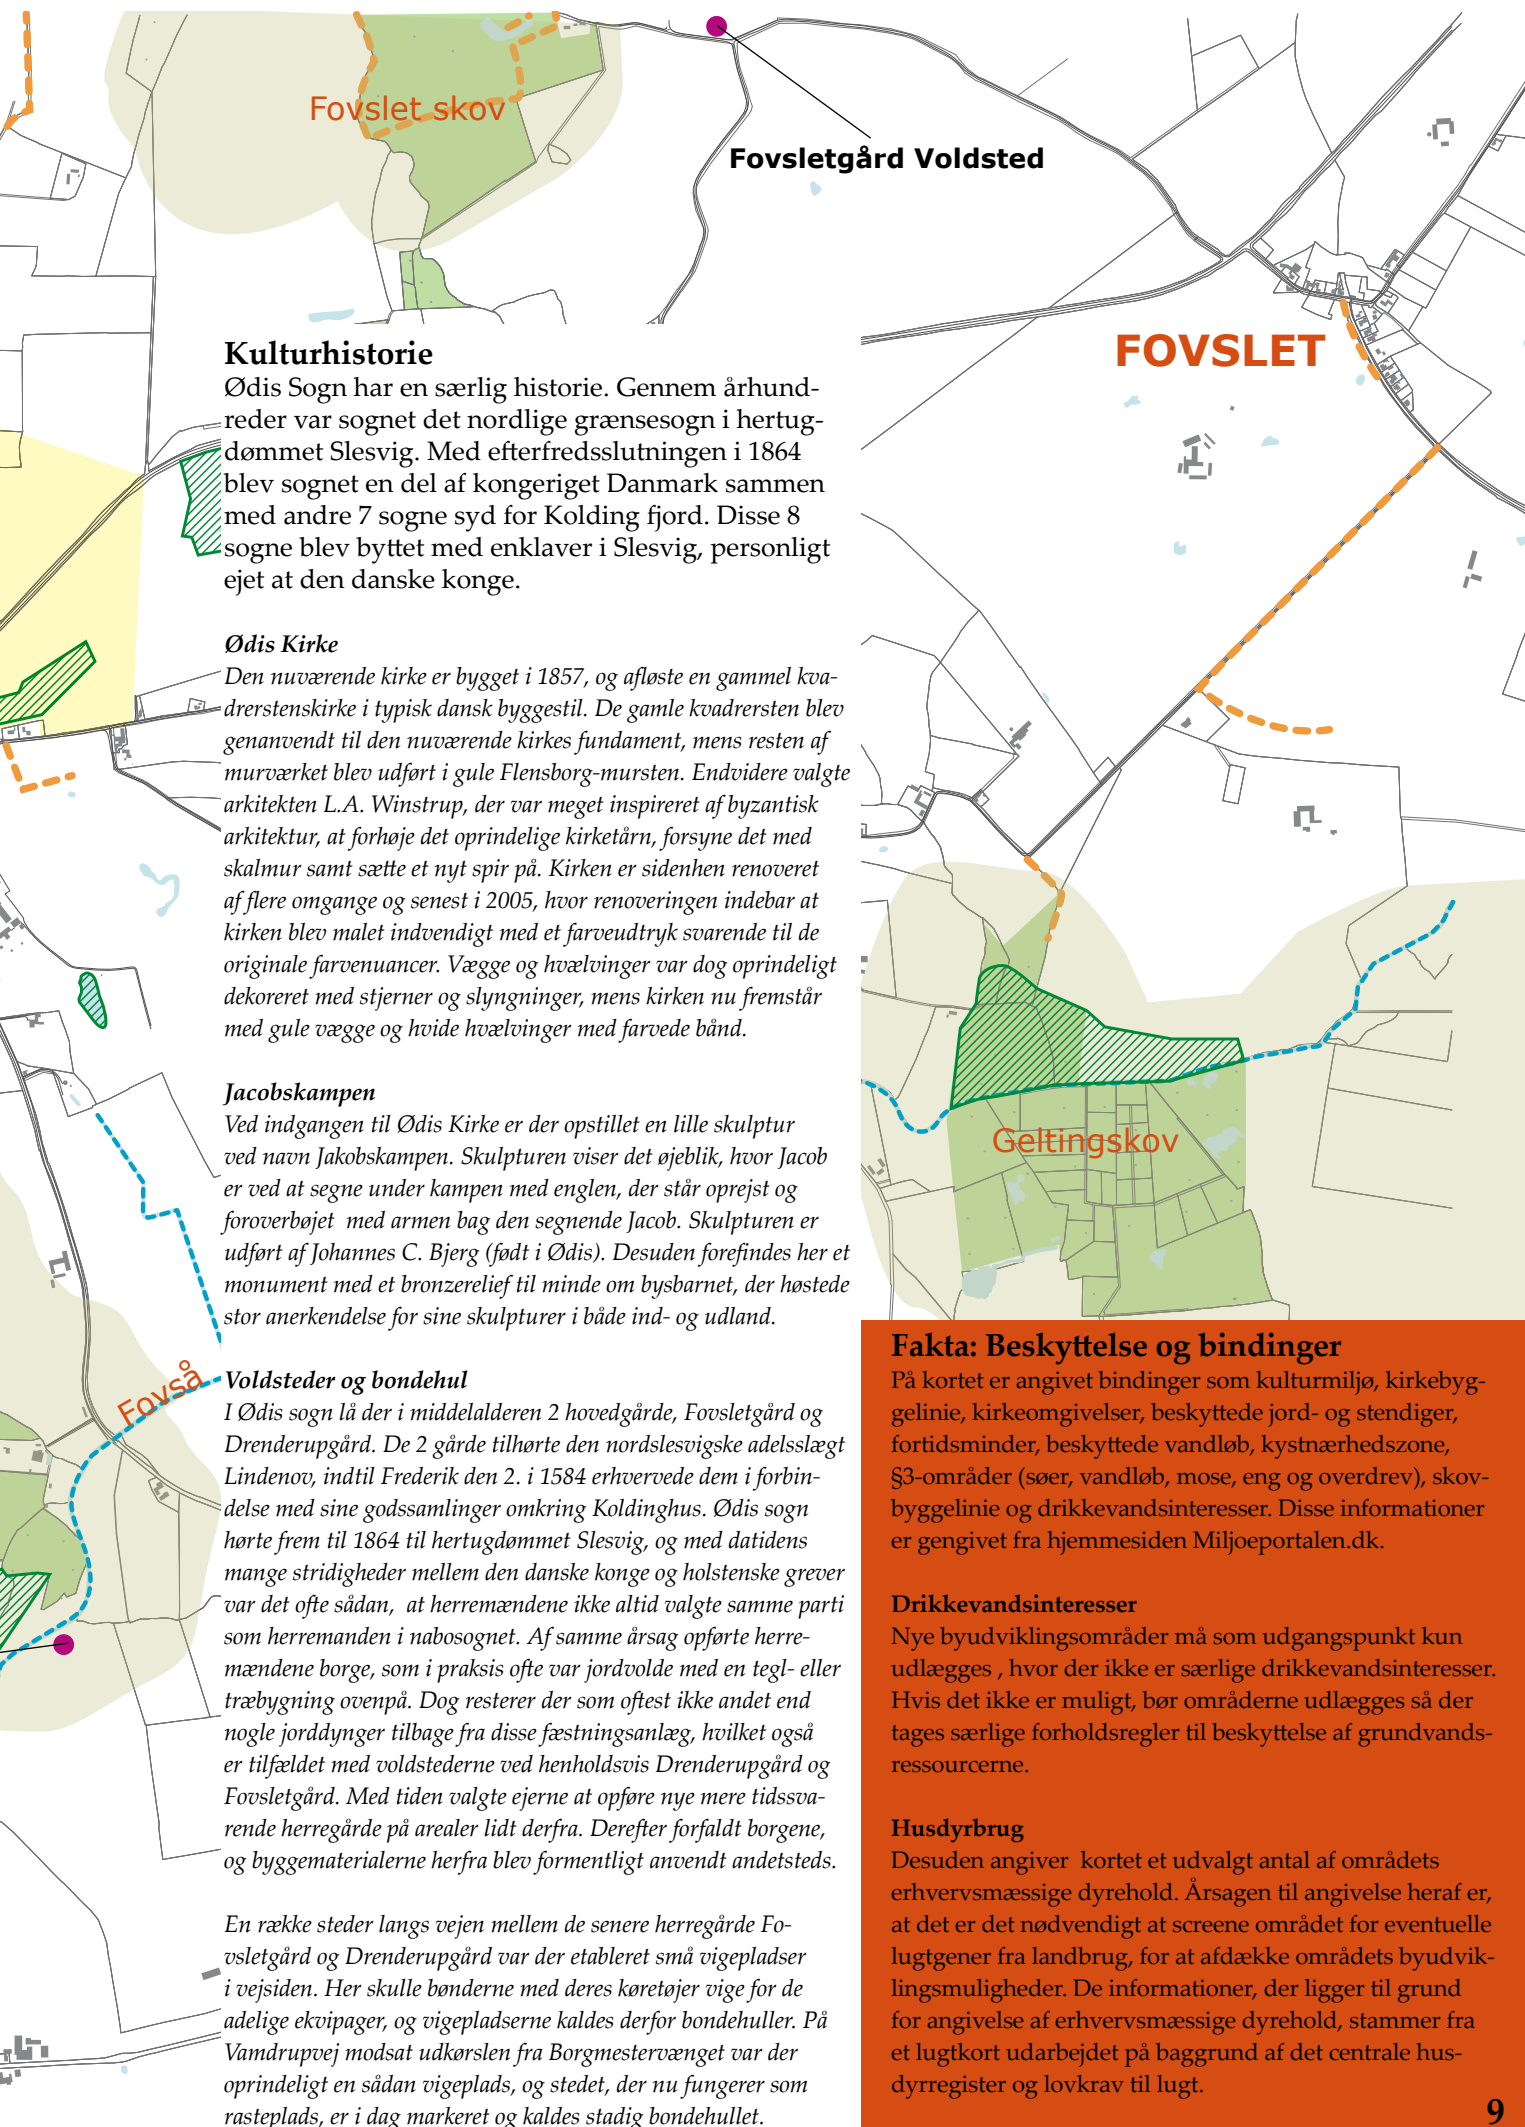 Fovslet skov
Fovsletgård Voldsted
FOVSLET
Kulturhistorie
Ødis Sogn har en særlig historie. Gennem århund-
reder var sognet det nordlige grænsesogn i hertug-
dømmet Slesvig. Med efterfredsslutningen i 1864
blev sognet en del af kongeriget Danmark sammen
med andre 7 sogne syd for Kolding fjord. Disse 8
sogne blev byttet med enklaver i Slesvig, personligt
ejet at den danske konge.
Ødis Kirke
Den nuværende kirke er bygget i 1857, og afløste en gammel kva-
drerstenskirke i typisk dansk byggestil. De gamle kvadrersten blev
genanvendt til den nuværende kirkes fundament, mens resten af
murværket blev udført i gule Flensborg-mursten. Endvidere valgte
arkitekten L.A. Winstrup, der var meget inspireret af byzantisk
arkitektur, at forhøje det oprindelige kirketårn, forsyne det med
skalmur samt sætte et nyt spir på. Kirken er sidenhen renoveret
af flere omgange og senest i 2005, hvor renoveringen indebar at
kirken blev malet indvendigt med et farveudtryk svarende til de
originale farvenuancer. Vægge og hvælvinger var dog oprindeligt
dekoreret med stjerner og slyngninger, mens kirken nu fremstår
med gule vægge og hvide hvælvinger med farvede bånd.
Jacobskampen
Ved indgangen til Ødis Kirke er der opstillet en lille skulptur
ved navn Jakobskampen. Skulpturen viser det øjeblik, hvor Jacob
er ved at segne under kampen med englen, der står oprejst og
foroverbøjet  med armen bag den segnende Jacob. Skulpturen er
udført af Johannes C. Bjerg (født i Ødis). Desuden forefindes her et
monument med et bronzerelief til minde om bysbarnet, der høstede
stor anerkendelse for sine skulpturer i både ind- og udland.
Fovså
Voldsteder og bondehul
I Ødis sogn lå der i middelalderen 2 hovedgårde, Fovsletgård og
Drenderupgård. De 2 gårde tilhørte den nordslesvigske adelsslægt
Lindenov, indtil Frederik den 2. i 1584 erhvervede dem i forbin-
delse med sine godssamlinger omkring Koldinghus. Ødis sogn
hørte frem til 1864 til hertugdømmet Slesvig, og med datidens
mange stridigheder mellem den danske konge og holstenske grever
var det ofte sådan,  at herremændene ikke altid valgte samme parti
som herremanden i nabosognet. Af samme årsag opførte herre-
mændene borge, som i praksis ofte var jordvolde med en tegl- eller
træbygning ovenpå. Dog resterer der som oftest ikke andet end
nogle jorddynger tilbage fra disse fæstningsanlæg, hvilket også
er tilfældet med voldstederne ved henholdsvis Drenderupgård og
Fovsletgård. Med tiden valgte ejerne at opføre nye mere tidssva-
rende herregårde på arealer lidt derfra. Derefter forfaldt borgene,
og byggematerialerne herfra blev formentligt anvendt andetsteds.
En række steder langs vejen mellem de senere herregårde Fo-
vsletgård og Drenderupgård var der etableret små vigepladser
i vejsiden. Her skulle bønderne med deres køretøjer vige for de
adelige ekvipager, og vigepladserne kaldes derfor bondehuller. På
Vamdrupvej modsat udkørslen fra Borgmestervænget var der
oprindeligt en sådan vigeplads, og stedet, der nu fungerer som
rasteplads, er i dag markeret og kaldes stadig bondehullet.
Geltingskov
Fakta: Beskyttelse og bindinger
På kortet er angivet bindinger som kulturmiljø, kirkebyg-
gelinie, kirkeomgivelser, beskyttede jord- og stendiger,
fortidsminder, beskyttede vandløb, kystnærhedszone,
§3-områder (søer, vandløb, mose, eng og overdrev), skov-
byggelinie og drikkevandsinteresser. Disse informationer
er gengivet fra hjemmesiden Miljoeportalen.dk.
Drikkevandsinteresser
Nye byudviklingsområder må som udgangspunkt kun
udlægges , hvor der ikke er særlige drikkevandsinteresser.
Hvis det ikke er muligt, bør områderne udlægges så der
tages særlige forholdsregler til beskyttelse af grundvands-
ressourcerne.
Husdyrbrug
Desuden angiver  kortet et udvalgt antal af områdets
erhvervsmæssige dyrehold. Årsagen til angivelse heraf er,
at det er det nødvendigt at screene området for eventuelle
lugtgener fra landbrug, for at afdække områdets byudvik-
lingsmuligheder. De informationer, der ligger til grund
for angivelse af erhvervsmæssige dyrehold, stammer fra
et lugtkort udarbejdet på baggrund af det centrale hus-
dyrregister og lovkrav til lugt.
9